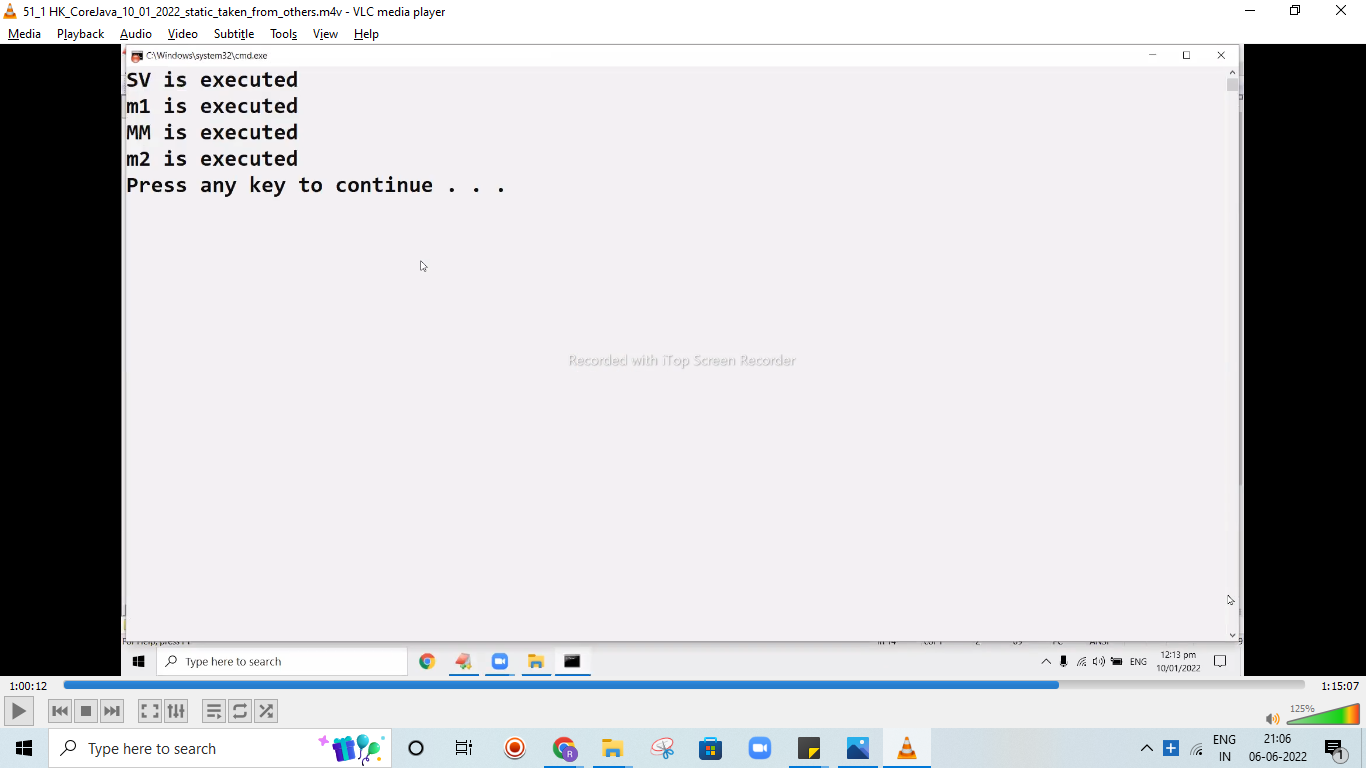 51_1 HK_CoreJava_10_01_2022_static_taken_from_others.m4v - VLC media player
Media Playback Audio Video Subtitle Tools View Help
C:\Windows\system32\cmd.exe
SV is executed
m1 is executed
MM is executed
m2 is executed
Press any key to continue . . .
Recorded with iTop Screen Recorder
Type here to search
ENG
12:13 pm
10/01/2022
1:00:12
1:15:07
125%
Type here to search
ENG
IN
21:06
06-06-2022
1